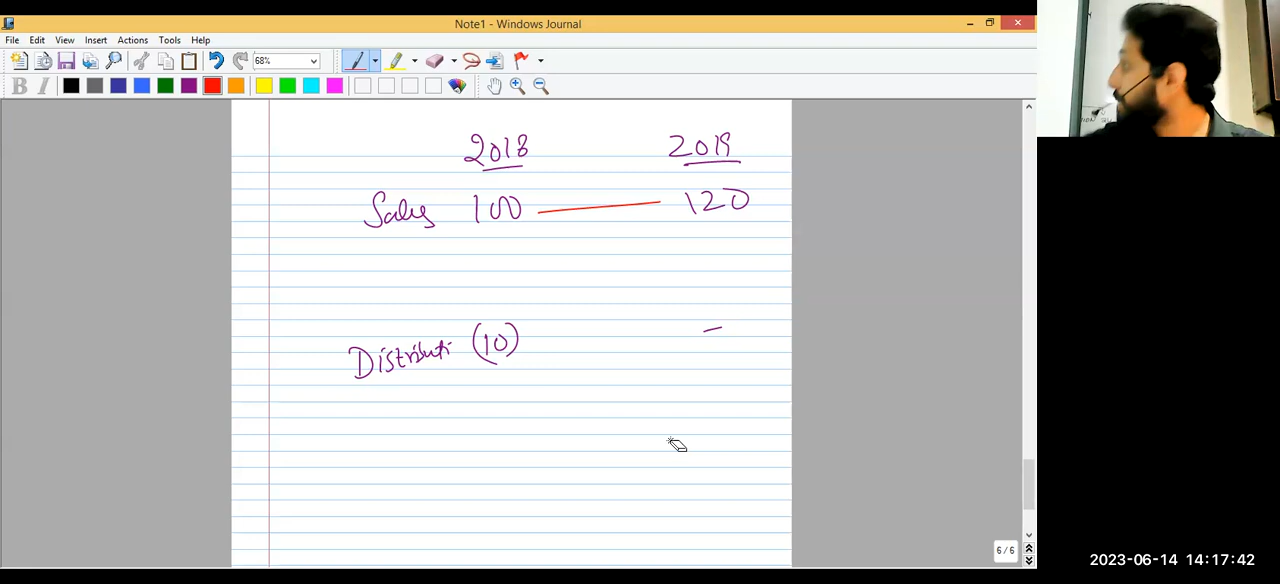 Note1 - Windows Journal
File Edit View Insert Actions Tools Help
68%
B I
2018 2019
Sales 100 120
Distributi (10) –
6 / 6
2023-06-14 14:17:42